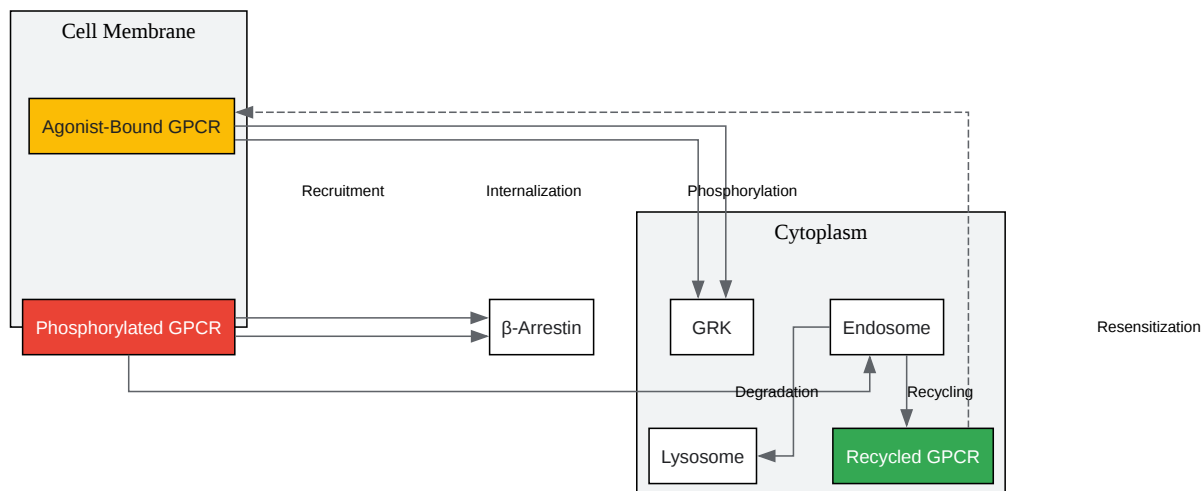 Cell Membrane
Agonist-Bound GPCR
Recruitment
Internalization
Phosphorylation
Cytoplasm
Phosphorylated GPCR
β-Arrestin
GRK
Endosome
Resensitization
Degradation
Recycling
Lysosome
Recycled GPCR